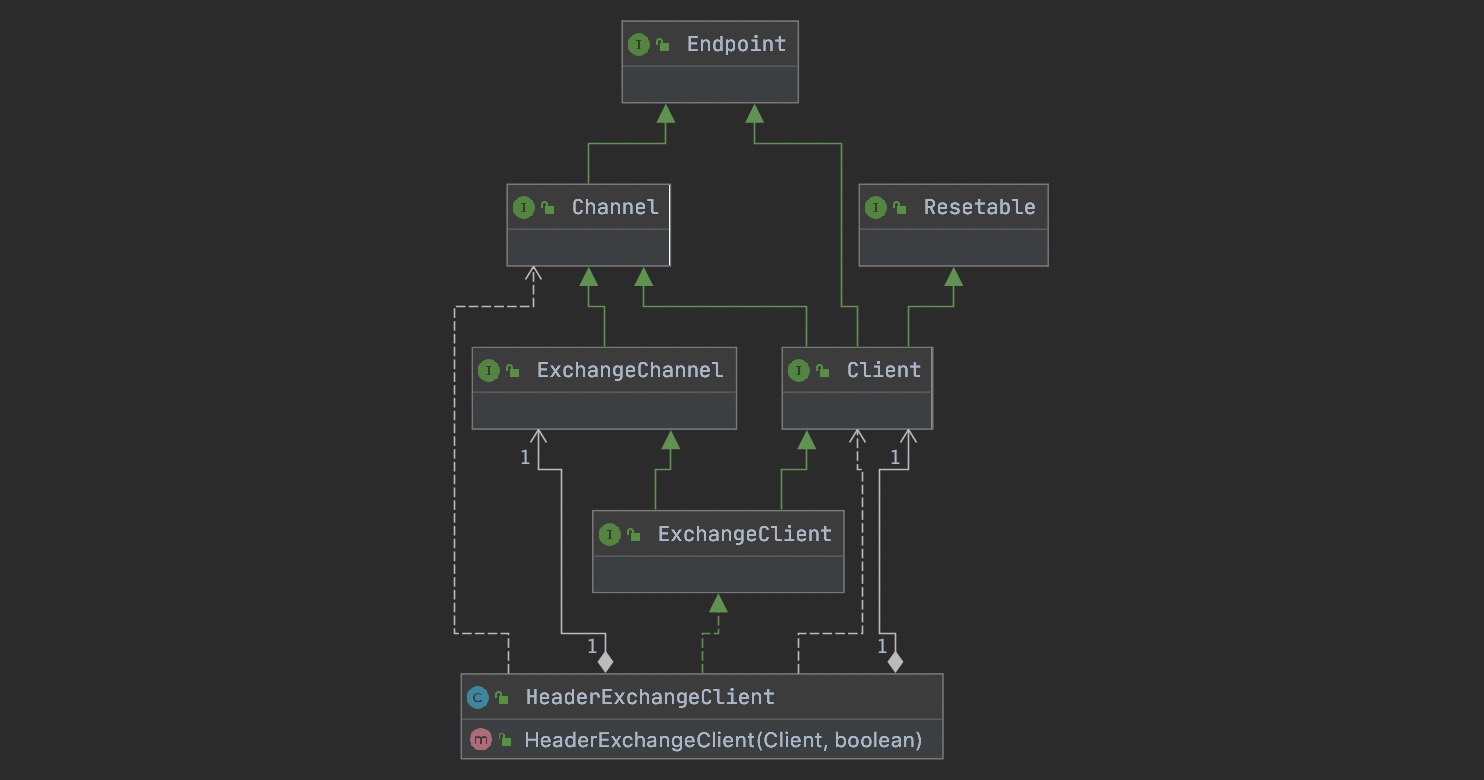 I Endpoint
I Channel
I Resetable
I ExchangeChannel
I Client
1
1
I ExchangeClient
1
1
C HeaderExchangeClient
m HeaderExchangeClient(Client, boolean)